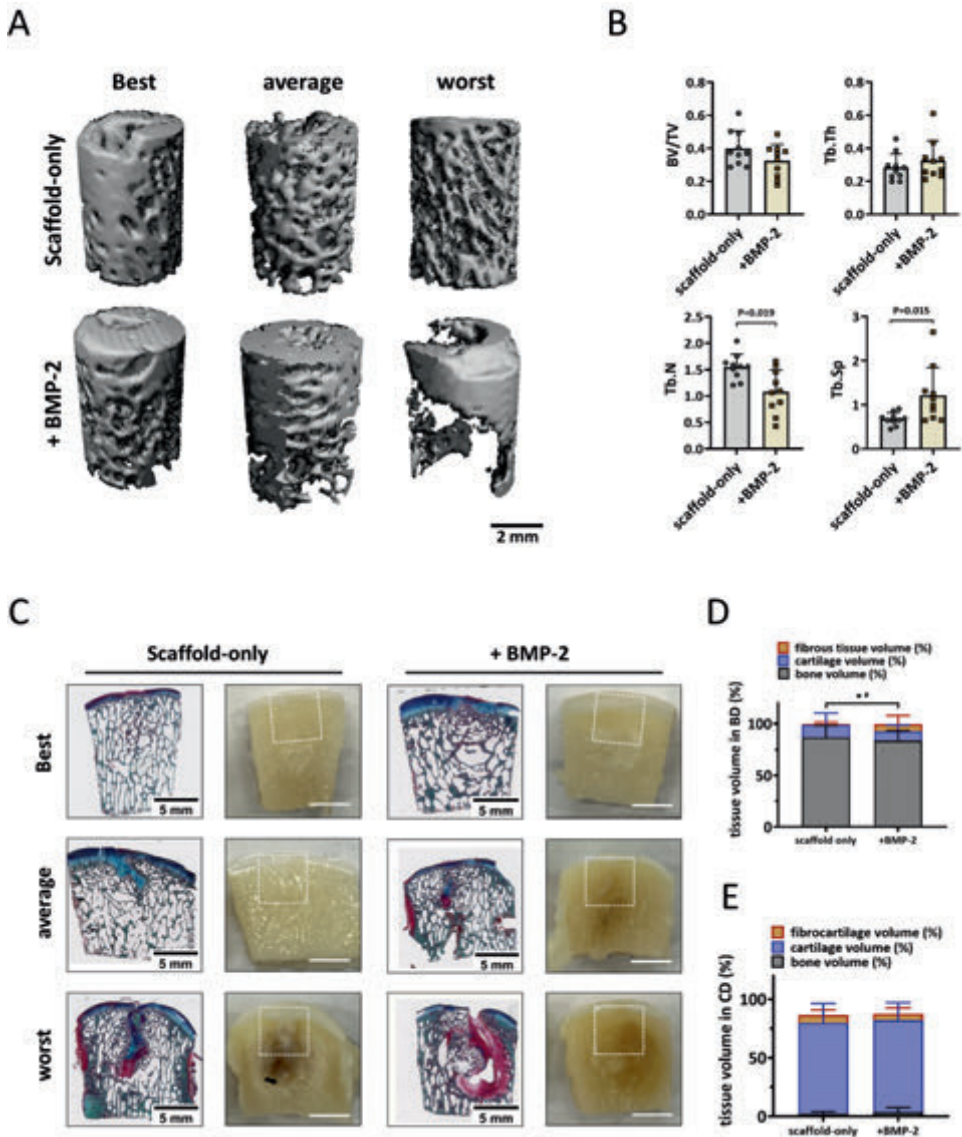 A
Best average worst
Scaffold-only
+ BMP-2
2 mm
B
BV/TV
0.8
0.6
0.4
0.2
0.0
scaffold-only
+BMP-2
Tb.Th
0.8
0.6
0.4
0.2
0.0
scaffold-only
+BMP-2
Tb.N
P=0.019
2.5
2.0
1.5
1.0
0.5
0.0
scaffold-only
+BMP-2
Tb.Sp
P=0.015
3
2
1
0
scaffold-only
+BMP-2
C
Scaffold-only + BMP-2
Best
5 mm 5 mm
average
5 mm 5 mm
worst
5 mm 5 mm
D
fibrous tissue volume (%)
cartilage volume (%)
bone volume (%)
tissue volume in BD (%)
100
50
0
scaffold only +BMP-2
E
fibrocartilage volume (%)
cartilage volume (%)
bone volume (%)
tissue volume in CD (%)
100
50
0
scaffold-only +BMP-2